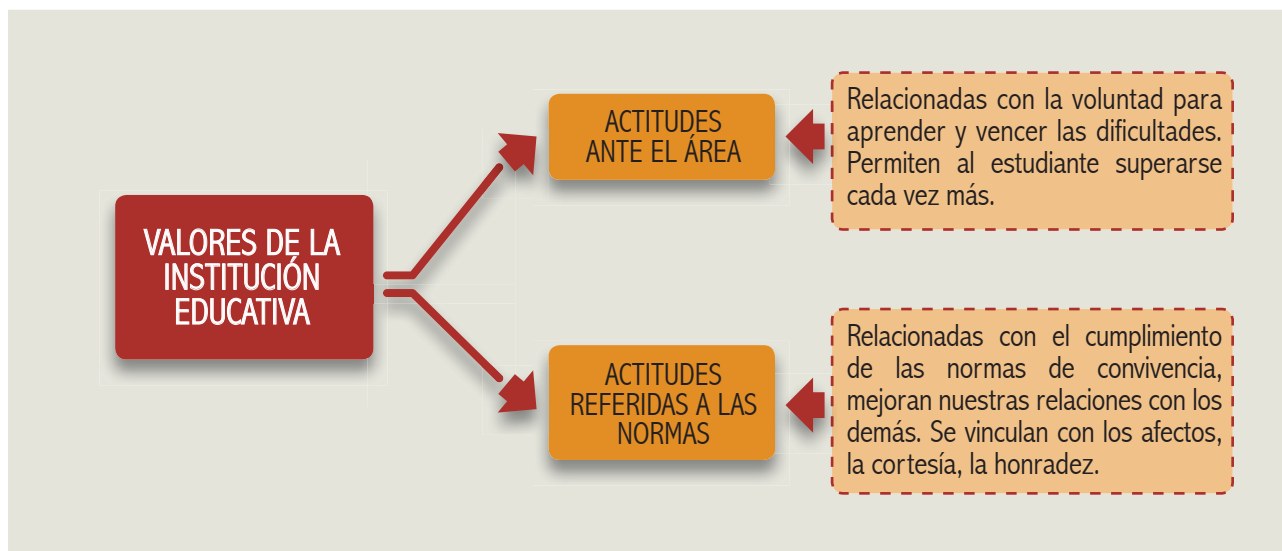 VALORES DE LA
INSTITUCIÓN
EDUCATIVA
ACTITUDES
ANTE EL ÁREA
Relacionadas con la voluntad para
aprender y vencer las dificultades.
Permiten al estudiante superarse
cada vez más.
ACTITUDES
REFERIDAS A LAS
NORMAS
Relacionadas con el cumplimiento
de las normas de convivencia,
mejoran nuestras relaciones con los
demás. Se vinculan con los afectos,
la cortesía, la honradez.